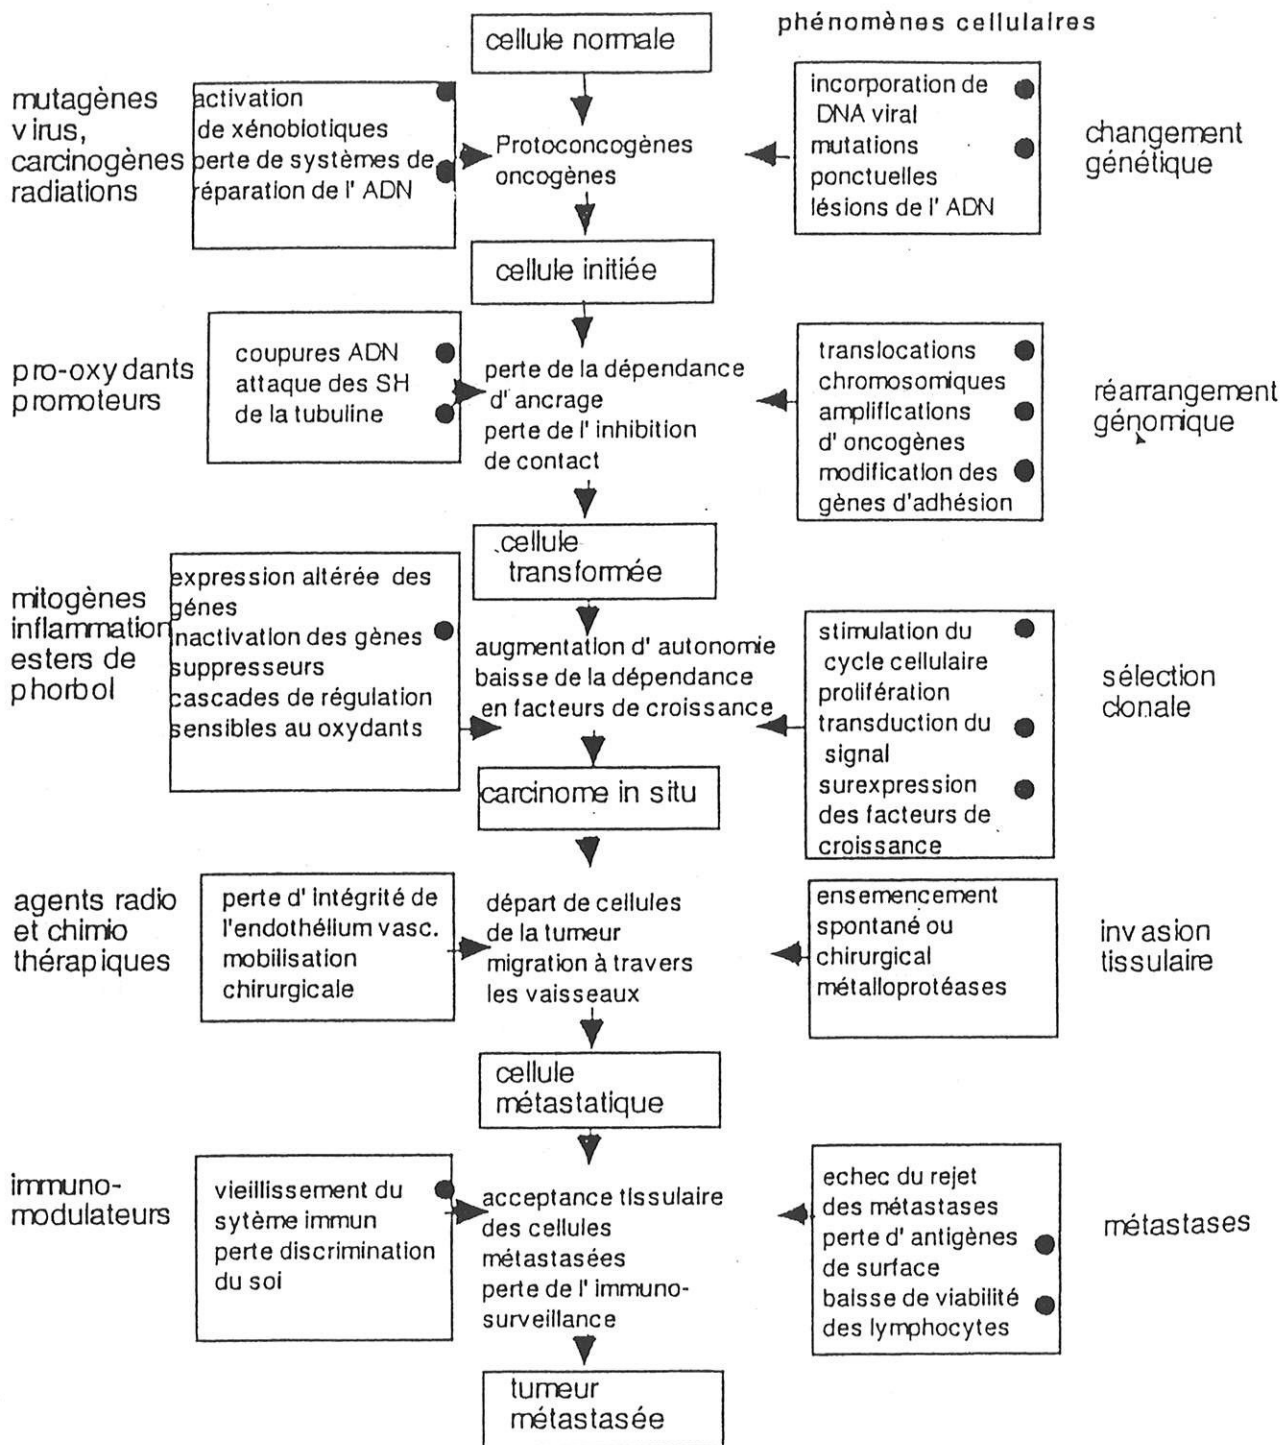 phénomènes cellulaires
cellule normale
mutagènes
virus,
carcinogènes
radiations
activation
de xénobiotiques
perte de systèmes de
réparation de l' ADN
Protoconcogènes
oncogènes
incorporation de
DNA viral
mutations
ponctuelles
lésions de l' ADN
changement
génétique
cellule initiée
pro-oxydants
promoteurs
coupures ADN
attaque des SH
de la tubuline
perte de la dépendance
d' ancrage
perte de l' inhibition
de contact
translocations
chromosomiques
amplifications
d' oncogènes
modification des
gènes d'adhésion
réarrangement
génomique
cellule
transformée
mitogènes
inflammation
esters de
phorbol
expression altérée des
génes
inactivation des gènes
suppresseurs
cascades de régulation
sensibles au oxydants
augmentation d' autonomie
baisse de la dépendance
en facteurs de croissance
stimulation du
cycle cellulaire
prolifération
transduction du
signal
surexpression
des facteurs de
croissance
sélection
clonale
carcinome in situ
agents radio
et chimio
thérapiques
perte d' intégrité de
l'endothélium vasc.
mobilisation
chirurgicale
départ de cellules
de la tumeur
migration à travers
les vaisseaux
ensemencement
spontané ou
chirurgical
métalloprotéases
invasion
tissulaire
cellule
métastatique
immuno-
modulateurs
vieillissement du
sytème immun
perte discrimination
du soi
acceptance tissulaire
des cellules
métastasées
perte de l' immuno-
surveillance
echec du rejet
des métastases
perte d' antigènes
de surface
baisse de viabilité
des lymphocytes
métastases
tumeur
métastasée